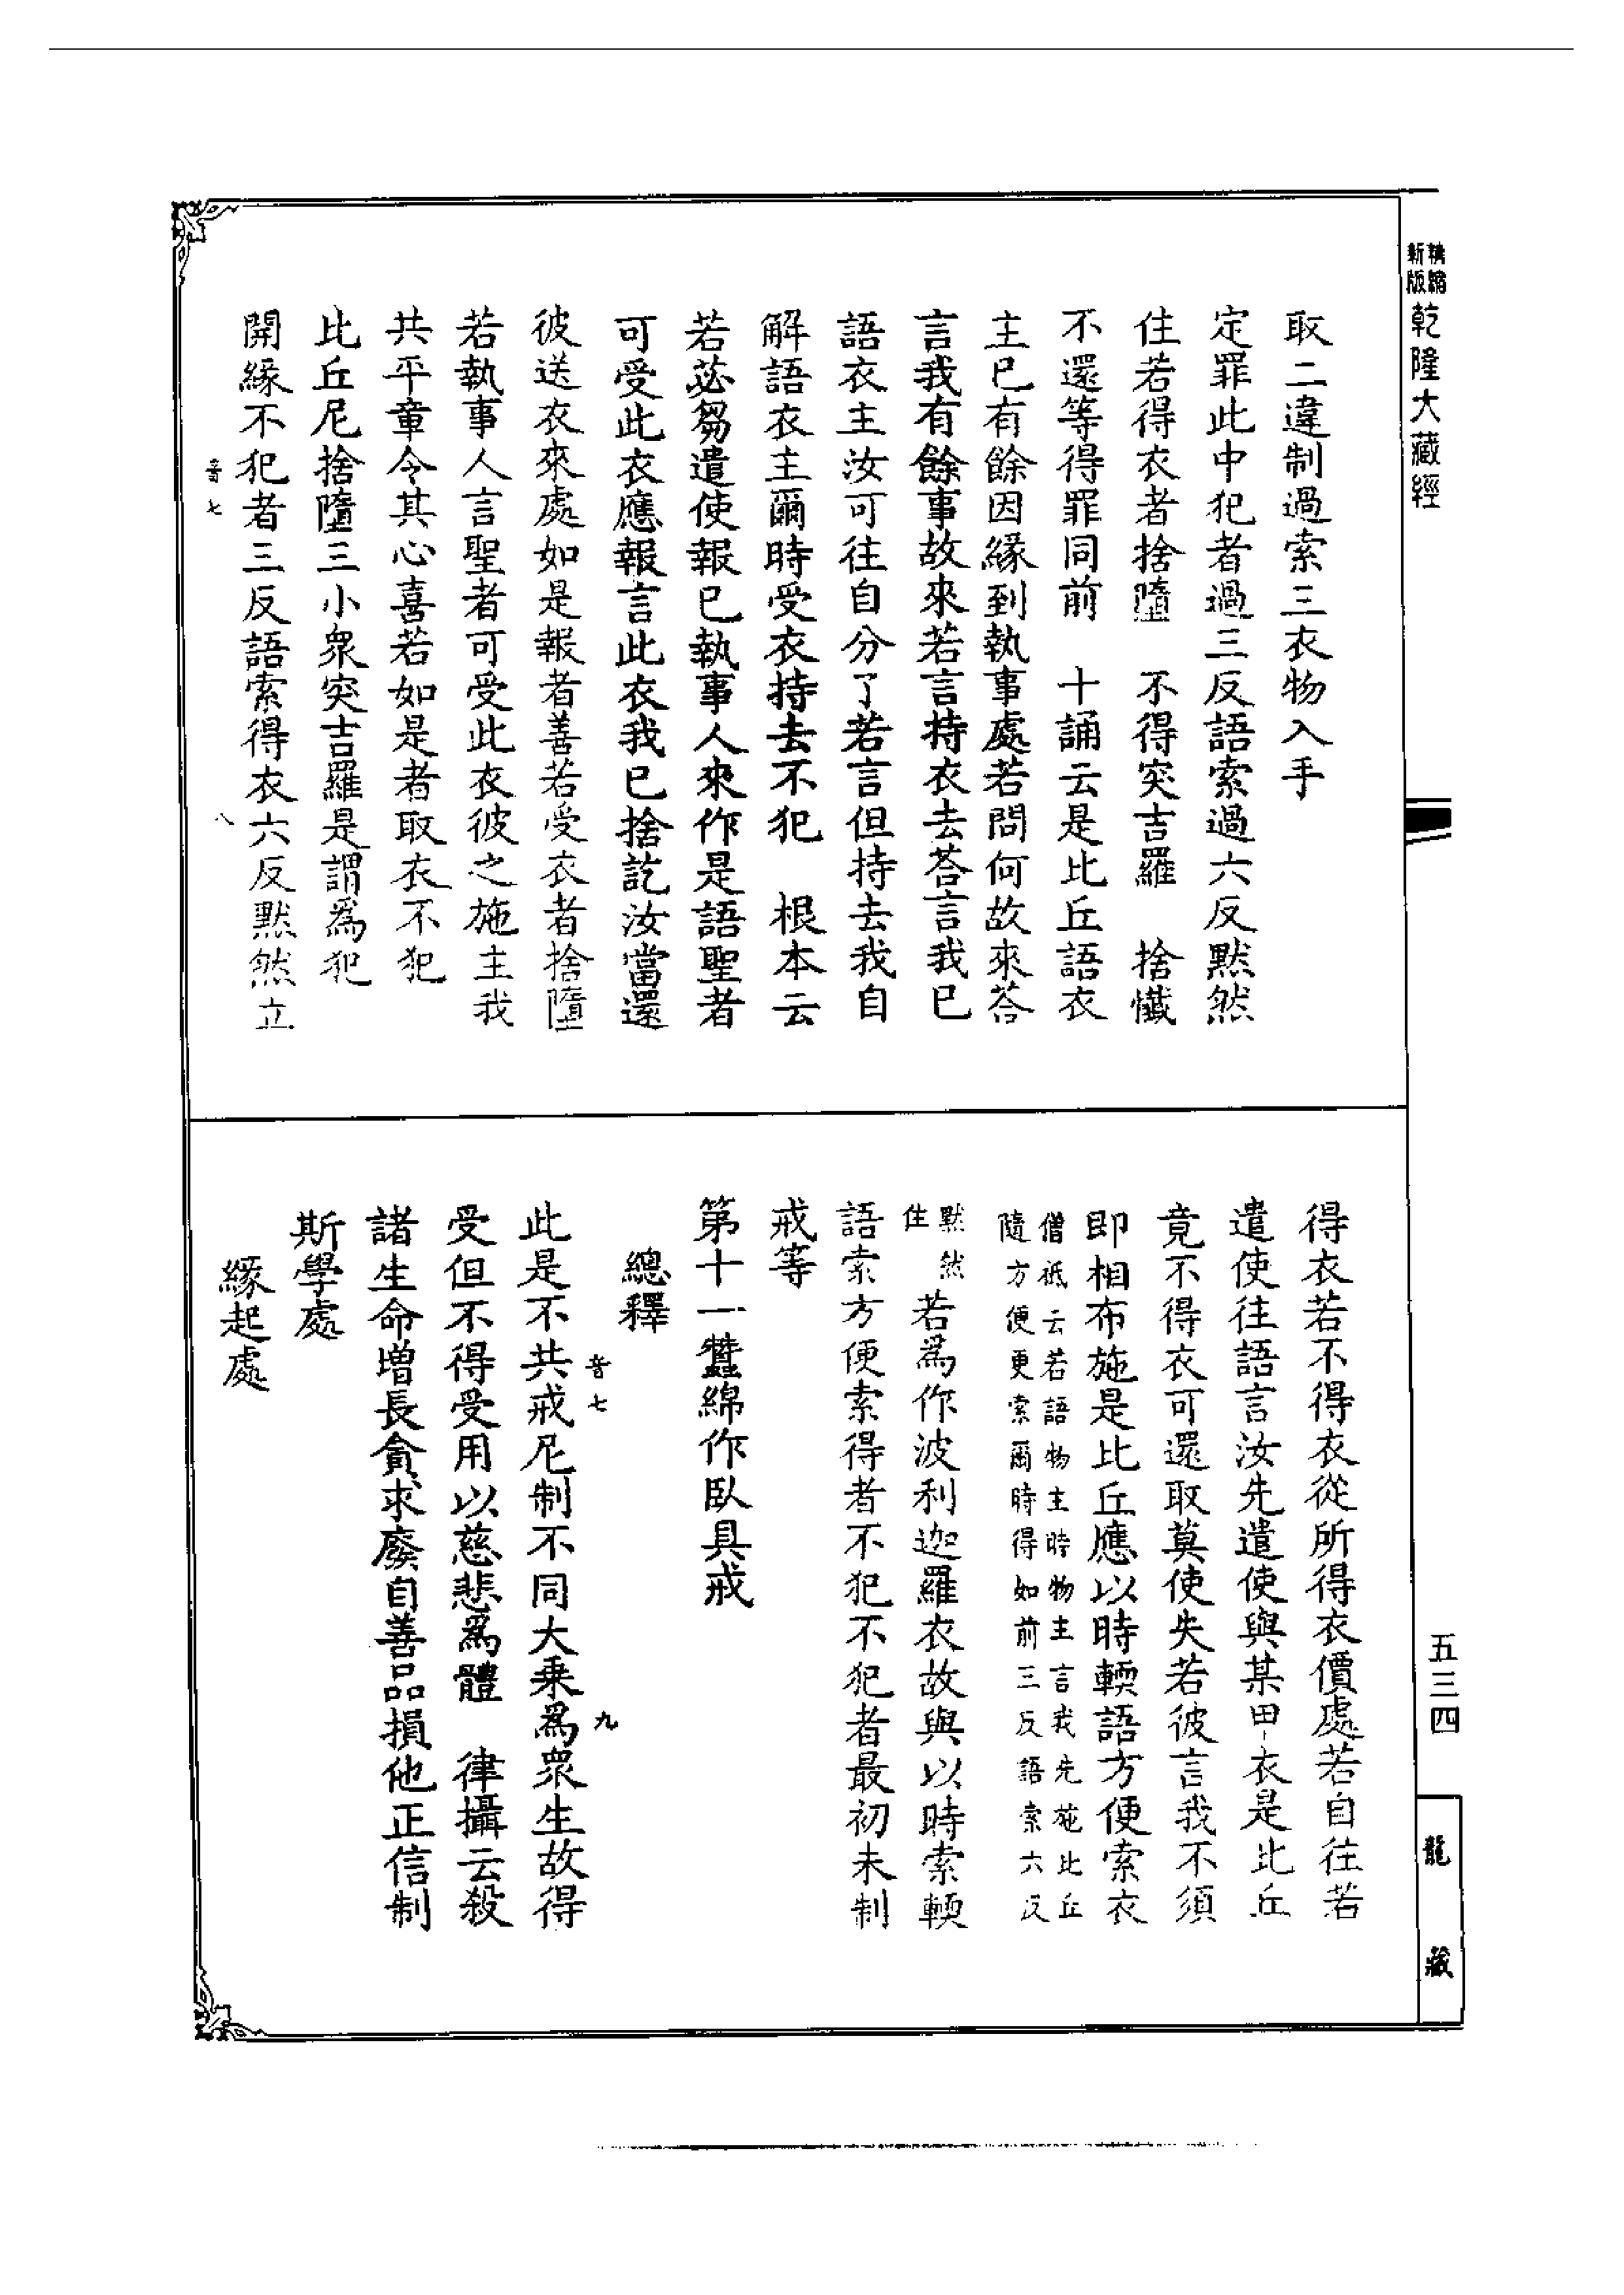 精縮
新版
乾隆大藏經
取二違制過索三衣物入手
定罪此中犯者過三反語索過六反默然
住若得衣者捨墮　不得突吉羅　捨懺
不還等得罪同前　十誦云是比丘語衣
主已有餘因緣到執事處若問何故來荅
言我有餘事故來若言持衣去荅言我已
語衣主汝可往自分了若言但持去我自
解語衣主爾時受衣持去不犯　根本云
若苾芻遣使報已執事人來作是語聖者
可受此衣應報言此衣我已捨訖汝當還
彼送衣來處如是報者善若受衣者捨墮
若執事人言聖者可受此衣彼之施主我
共平章令其心喜若如是者取衣不犯
比丘尼捨墮三小衆突吉羅是謂爲犯
開緣不犯者三反語索得衣六反默然立
音七
八
得衣若不得衣從所得衣價處若自往若
遣使往語言汝先遣使與某甲衣是比丘
竟不得衣可還取莫使失若彼言我不須
即相布施是比丘應以時輭語方便索衣
僧祇云若語物主時物主言我先施比丘
隨方便更索爾時得如前三反語索六反
默然
住
若爲作波利迦羅衣故與以時索輭
語索方便索得者不犯不犯者最初未制
戒等
第十一蠶綿作臥具戒
總釋
音七
九
此是不共戒尼制不同大乘爲衆生故得
受但不得受用以慈悲爲體　律攝云殺
諸生命增長貪求廢自善品損他正信制
斯學處
緣起處
五三四
龍藏